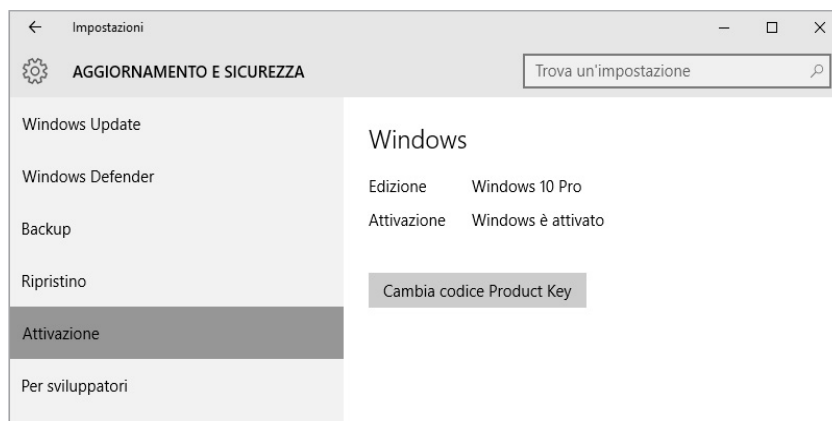 Impostazioni
AGGIORNAMENTO E SICUREZZA
Trova un'impostazione
Windows Update
Windows Defender
Backup
Ripristino
Attivazione
Per sviluppatori
Windows
Edizione Windows 10 Pro
Attivazione Windows è attivato
Cambia codice Product Key